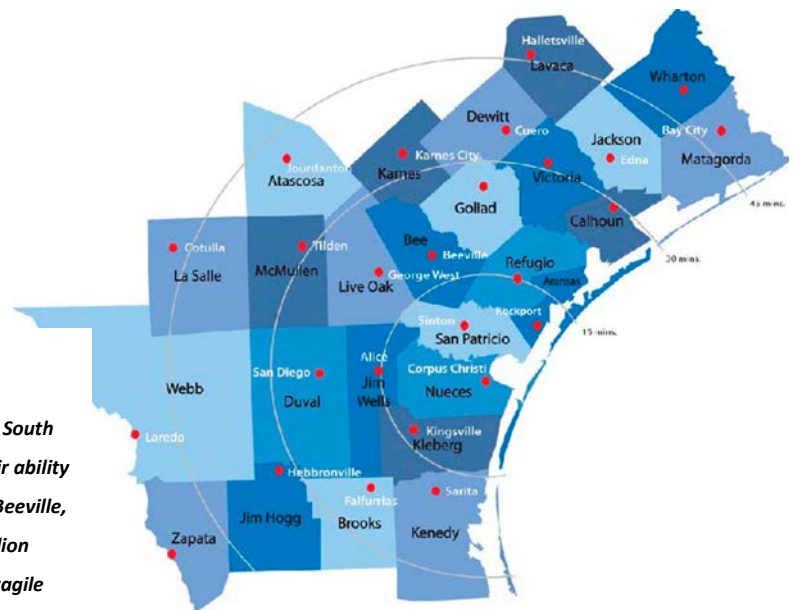 Halletsville
Lavaca
Wharton
Dewitt
Cuero
Jackson
Bay City
Edna
Matagorda
Karnes City
Karnes
Jourdanton
Atascosa
Victoria
Goliad
45 mins.
Calhoun
Bee
Beeville
Cotulla
Tilden
30 mins.
La Salle
McMullen
George West
Live Oak
Refugio
Aransas
Sinton
Rockport
San Patricio
15 mins.
Alice
Corpus Christi
Webb
San Diego
Duval
Jim
Wells
Nueces
South
Kingsville
Laredo
Kleberg
ir ability
Hebbronville
Beeville,
Falfurrias
Sarita
Jim Hogg
Brooks
Kenedy
Zapata
lion
ragile